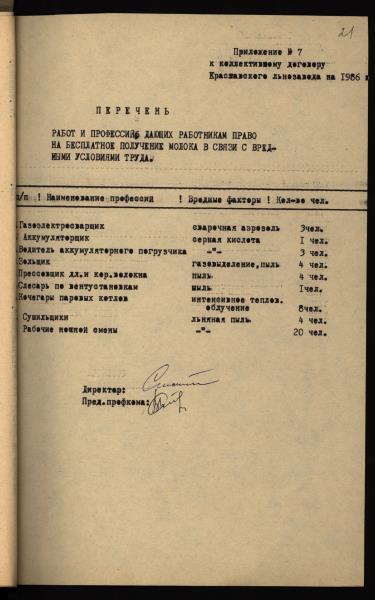 21
Приложение № 7
к коллективному договору
Краславского льнозавода на 1986
ПЕРЕЧЕНЬ
РАБОТ И ПРОФЕССИЙ ДАЮЩИХ РАБОТНИКАМ ПРАВО
НА БЕСПЛАТНОЕ ПОЛУЧЕНИЕ МОЛОКА В СВЯЗИ С ВРЕД-
НЫМИ УСЛОВИЯМИ ТРУДА.
п/п ! Наименование профессий ! Вредные факторы ! Кол-во чел.
Газоэлектросварщик сварочная аэрозоль 3чел.
Аккумуляторщик серная кислота I чел.
Водитель аккумуляторного погрузчика -"- 3 чел.
Зольщик газовыделение, пыль 4 чел.
Прессовщик дл. и кор. волокна пыль 4 чел.
Слесарь по вентустановкам пыль Iчел.
Кочегары паровых котлов интенсивное теплов.
облучение 8чел.
Сушильщики льняная пыль 4 чел.
Рабочие ночной смены -"- 20 чел.
Директор:
Пред.профкома: